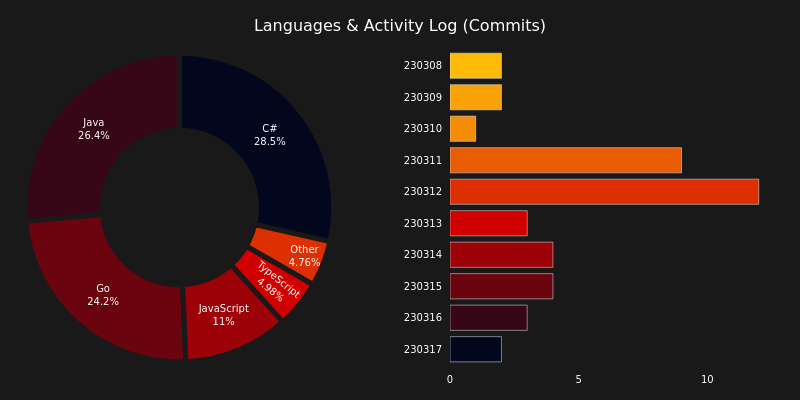 Languages & Activity Log (Commits)
C#
28.5%
Java
26.4%
Go
24.2%
JavaScript
11%
TypeScript
4.98%
Other
4.76%
230308
230309
230310
230311
230312
230313
230314
230315
230316
230317
0 5 10